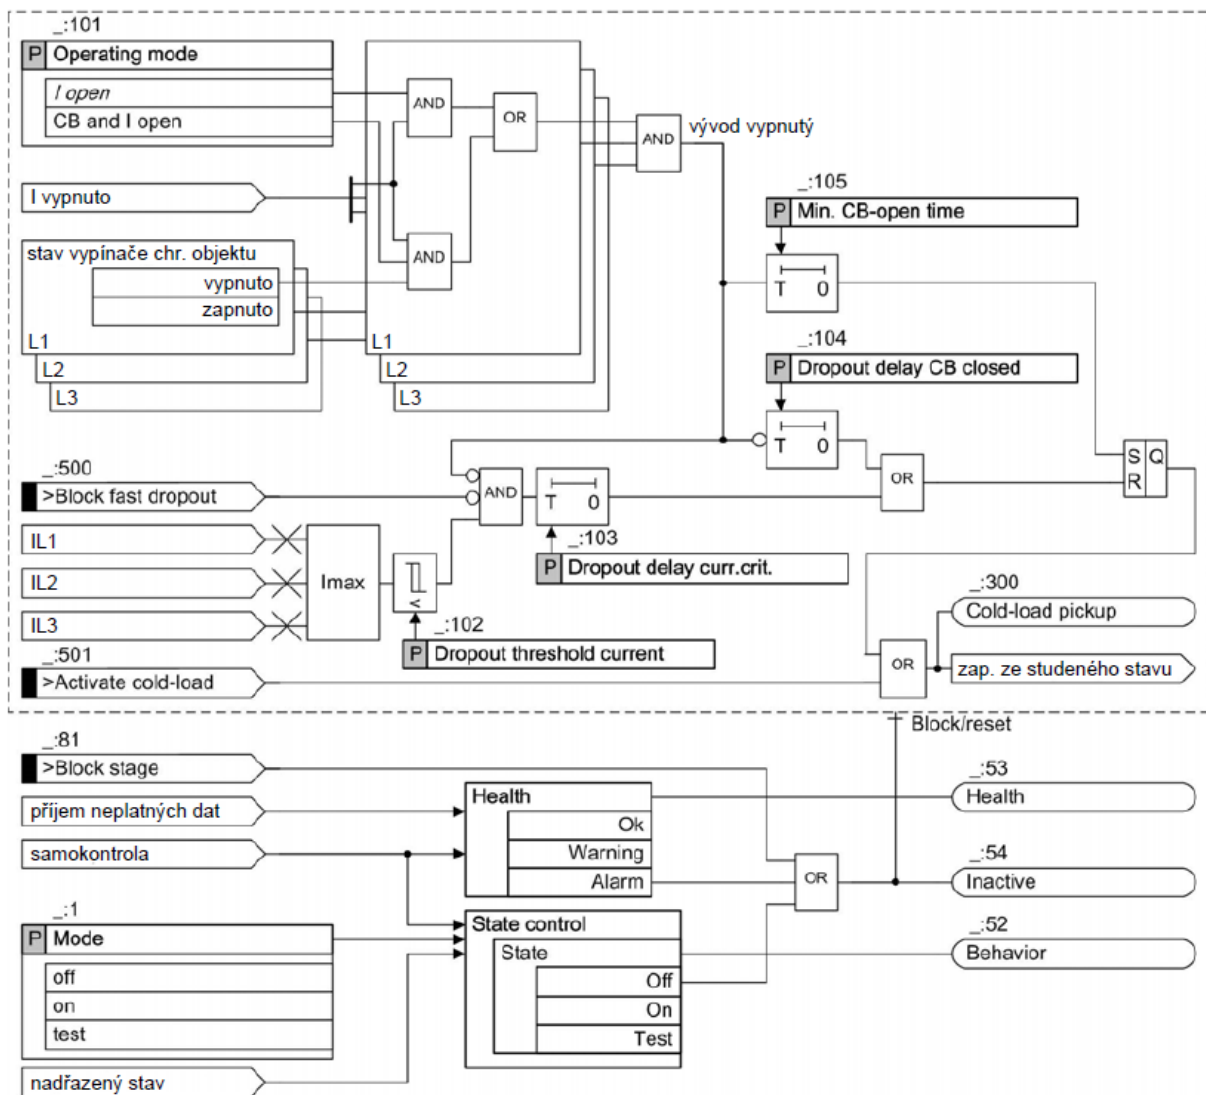 _:101
P Operating mode
I open
CB and I open
AND
OR
AND
vývod vypnutý
I vypnuto
_:105
P Min. CB-open time
stav vypínače chr. objektu
AND
vypnuto
T 0
zapnuto
L1
L1
_:104
L2
L2
P Dropout delay CB closed
L3
L3
T 0
_:500
S Q
>Block fast dropout
AND
T 0
OR
R
IL1
_:103
P Dropout delay curr.crit.
IL2
Imax
<
_:300
Cold-load pickup
IL3
_:102
P Dropout threshold current
_:501
>Activate cold-load
OR
zap. ze studeného stavu
Block/reset
_:81
>Block stage
_:53
Health
Health
příjem neplatných dat
Ok
samokontrola
Warning
_:54
Alarm
OR
Inactive
_:1
State control
_:52
P Mode
State
Behavior
off
Off
on
On
test
Test
nadřazený stav